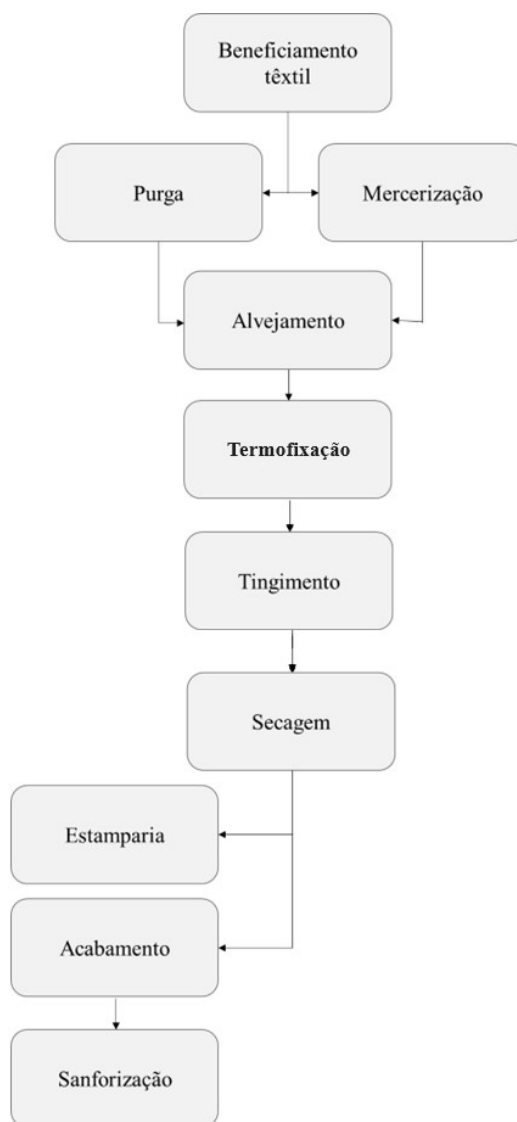 Beneficiamento
têxtil
Purga
Mercerização
Alvejamento
Termofixação
Tingimento
Secagem
Estamparia
Acabamento
Sanforização